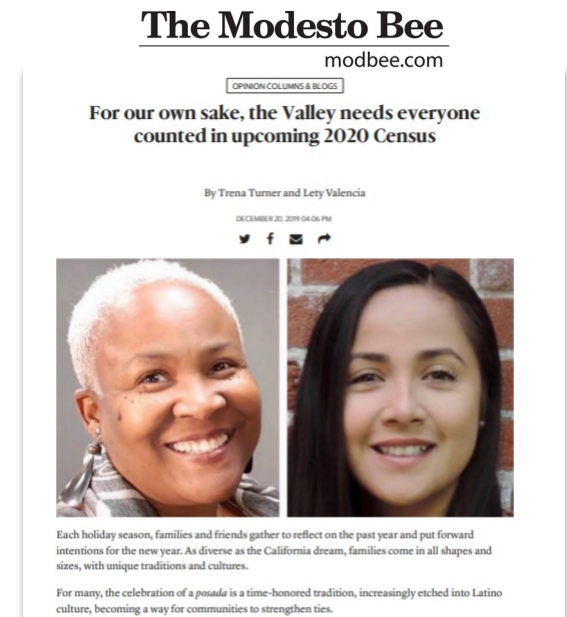 The Modesto Bee
modbee.com
OPINION COLUMNS & BLOGS
For our own sake, the Valley needs everyone
counted in upcoming 2020 Census
By Trena Turner and Lety Valencia
DECEMBER 20, 2019 04:06 PM
Each holiday season, families and friends gather to reflect on the past year and put forward
intentions for the new year. As diverse as the California dream, families come in all shapes and
sizes, with unique traditions and cultures.
For many, the celebration of a posada is a time-honored tradition, increasingly etched into Latino
culture, becoming a way for communities to strengthen ties.